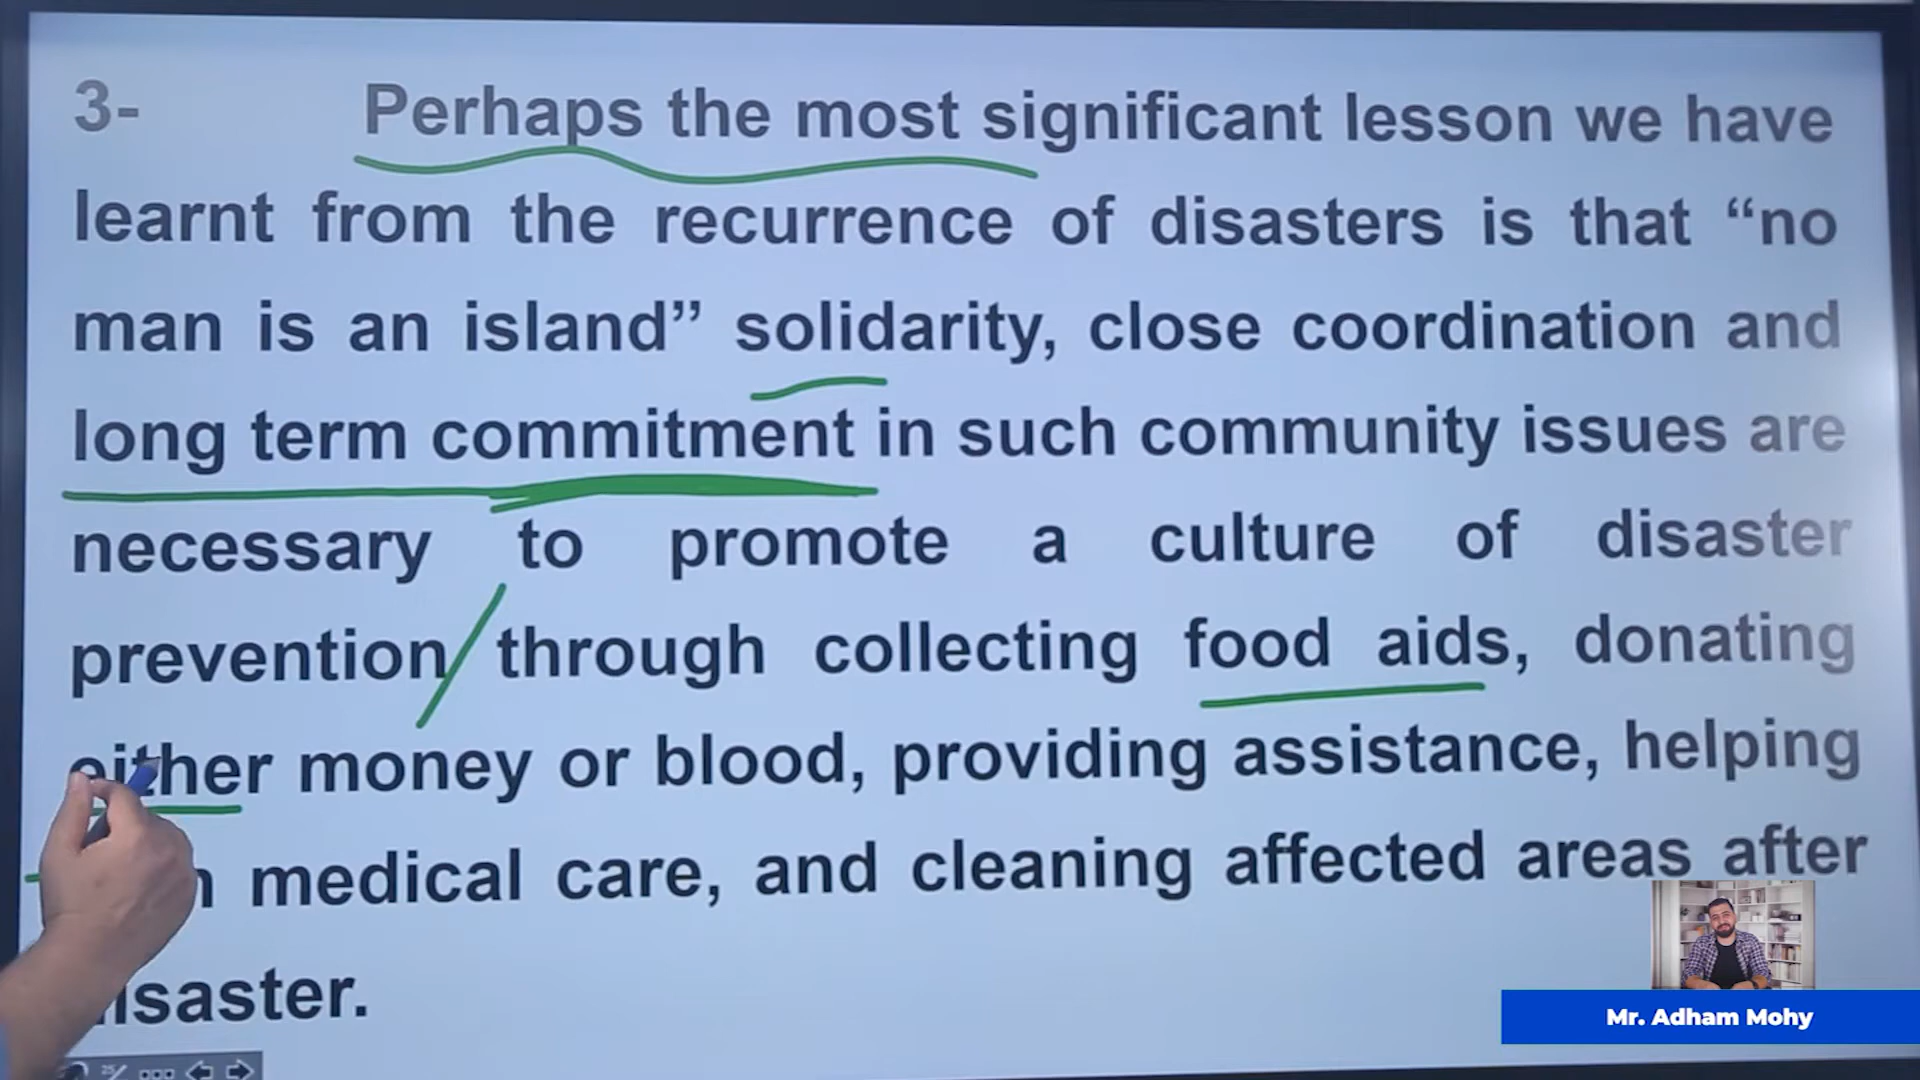 3- Perhaps the most significant lesson we have
learnt from the recurrence of disasters is that “no
man is an island” solidarity, close coordination and
long term commitment in such community issues are
necessary to promote a culture of disaster
prevention through collecting food aids, donating
either money or blood, providing assistance, helping
medical care, and cleaning affected areas after
isaster.
Mr. Adham Mohy